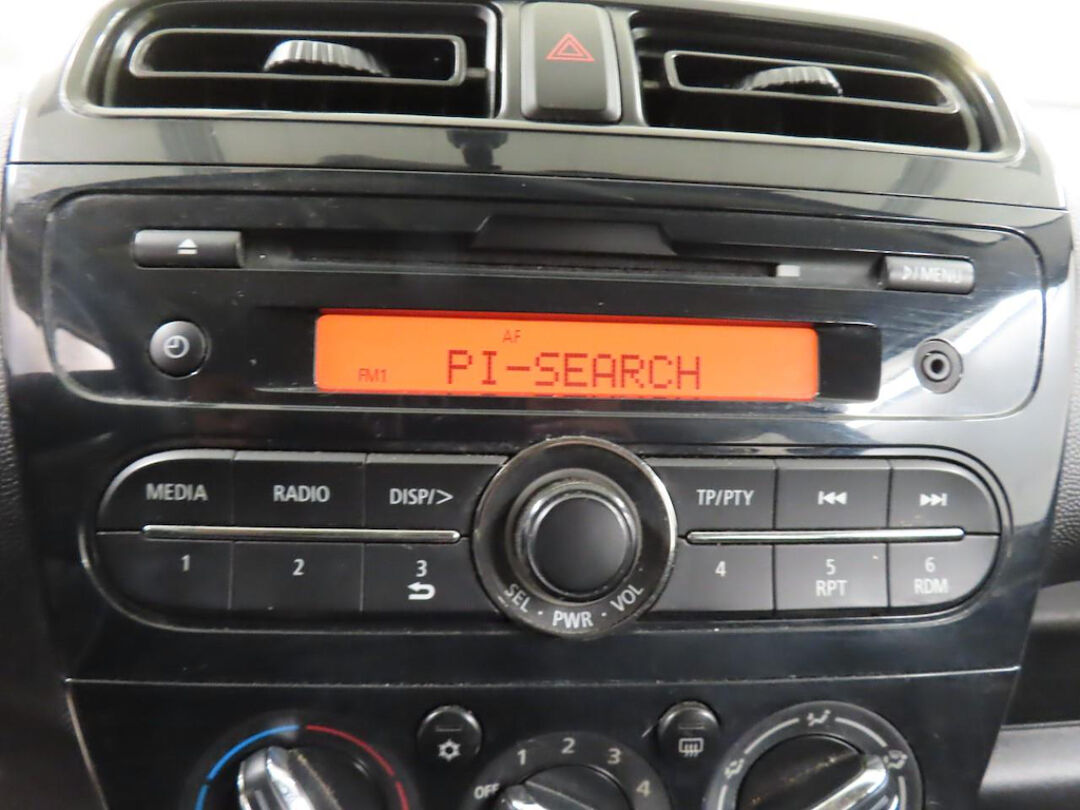 MENU
AF
FM1 PI-SEARCH
MEDIA RADIO DISP/> TP/PTY
1 2 3 4 5 6
RPT RDM
SEL · PWR · VOL
OFF 1 2 3 4